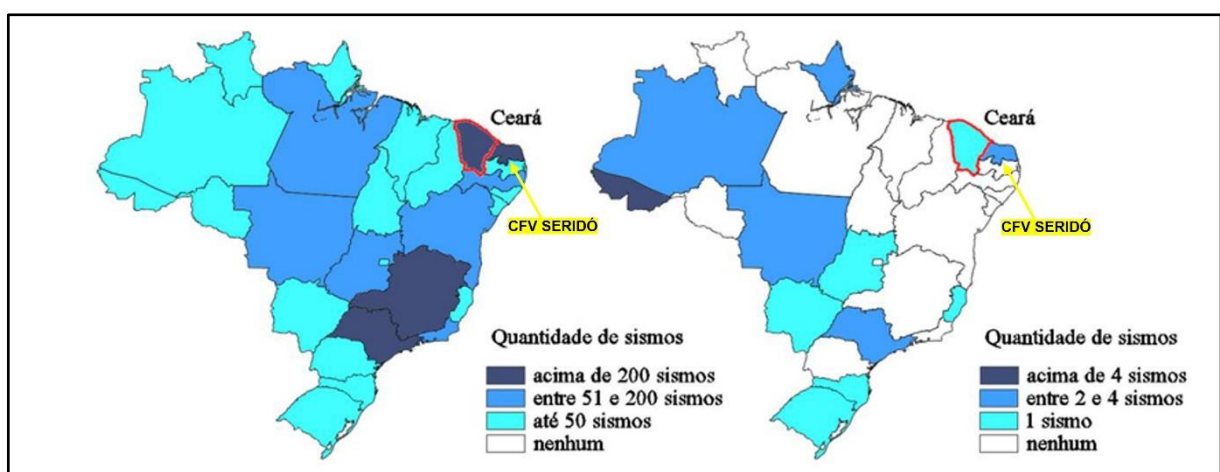 Ceará
CFV SERIDÓ
Quantidade de sismos
acima de 200 sismos
entre 51 e 200 sismos
até 50 sismos
nenhum
Ceará
CFV SERIDÓ
Quantidade de sismos
acima de 4 sismos
entre 2 e 4 sismos
1 sismo
nenhum